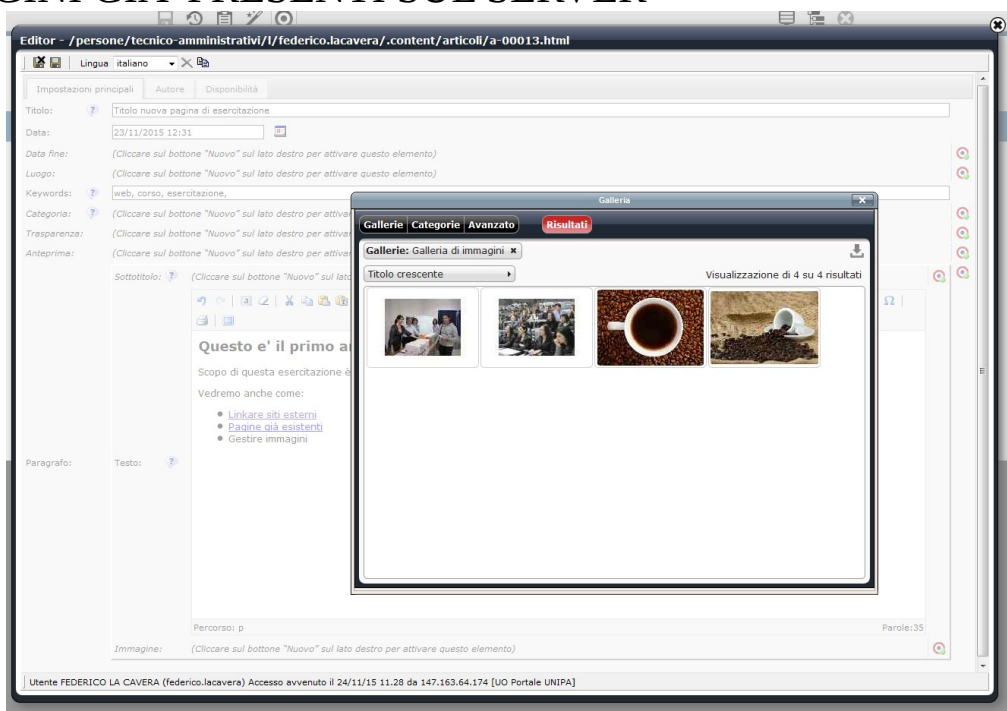 GINI GIA' PRESENTI SUL SERVER
Editor - /persone/tecnico-amministrativi/l/federico.lacavera/.content/articoli/a-00013.html
Lingua italiano
Impostazioni principali Autore Disponibilità
Titolo: Titolo nuova pagina di esercitazione
Data: 23/11/2015 12:31
Data fine: (Cliccare sul bottone "Nuovo" sul lato destro per attivare questo elemento)
Luogo: (Cliccare sul bottone "Nuovo" sul lato destro per attivare questo elemento)
Keywords: web, corso, esercitazione,
Categoria: (Cliccare sul bottone "Nuovo" sul lato destro per
Trasparenza: (Cliccare sul bottone "Nuovo" sul lato destro per
Anteprima: (Cliccare sul bottone "Nuovo" sul lato destro per
Sottotitolo: (Cliccare sul bottone "Nuovo" sul lato
Questo e' il primo
Scopo di questa esercitazione è
Vedremo anche come:
Linkare siti esterni
Pagine già esistenti
Gestire immagini
Paragrafo: Testo:
Percorso: p Parole:35
Immagine: (Cliccare sul bottone "Nuovo" sul lato destro per attivare questo elemento)
Utente FEDERICO LA CAVERA (federico.lacavera) Accesso avvenuto il 24/11/15 11.28 da 147.163.64.174 [UO Portale UNIPA]
Galleria
Gallerie Categorie Avanzato Risultati
Gallerie: Galleria di immagini
Titolo crescente Visualizzazione di 4 su 4 risultati